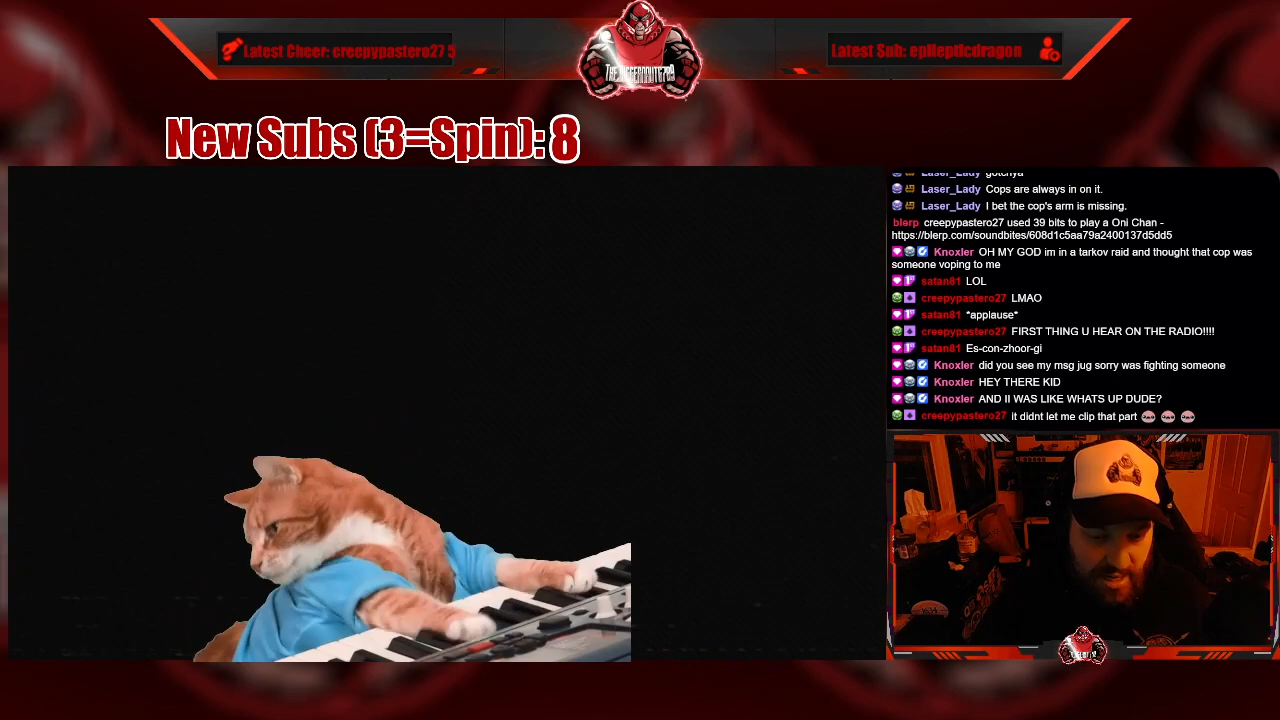 Latest Cheer: creepypastero27 5
Latest Sub: epilepticdragon
THE JUGGERNAUT6789
New Subs (3=Spin): 8
Laser_Lady gotchya
Laser_Lady Cops are always in on it.
Laser_Lady I bet the cop's arm is missing.
blerp creepypastero27 used 39 bits to play a Oni Chan -
https://blerp.com/soundbites/608d1c5aa79a2400137d5dd5
Knoxler OH MY GOD im in a tarkov raid and thought that cop was
someone voping to me
satan81 LOL
creepypastero27 LMAO
satan81 *applause*
creepypastero27 FIRST THING U HEAR ON THE RADIO!!!!
satan81 Es-con-zhoor-gi
Knoxler did you see my msg jug sorry was fighting someone
Knoxler HEY THERE KID
Knoxler AND II WAS LIKE WHATS UP DUDE?
creepypastero27 it didnt let me clip that part